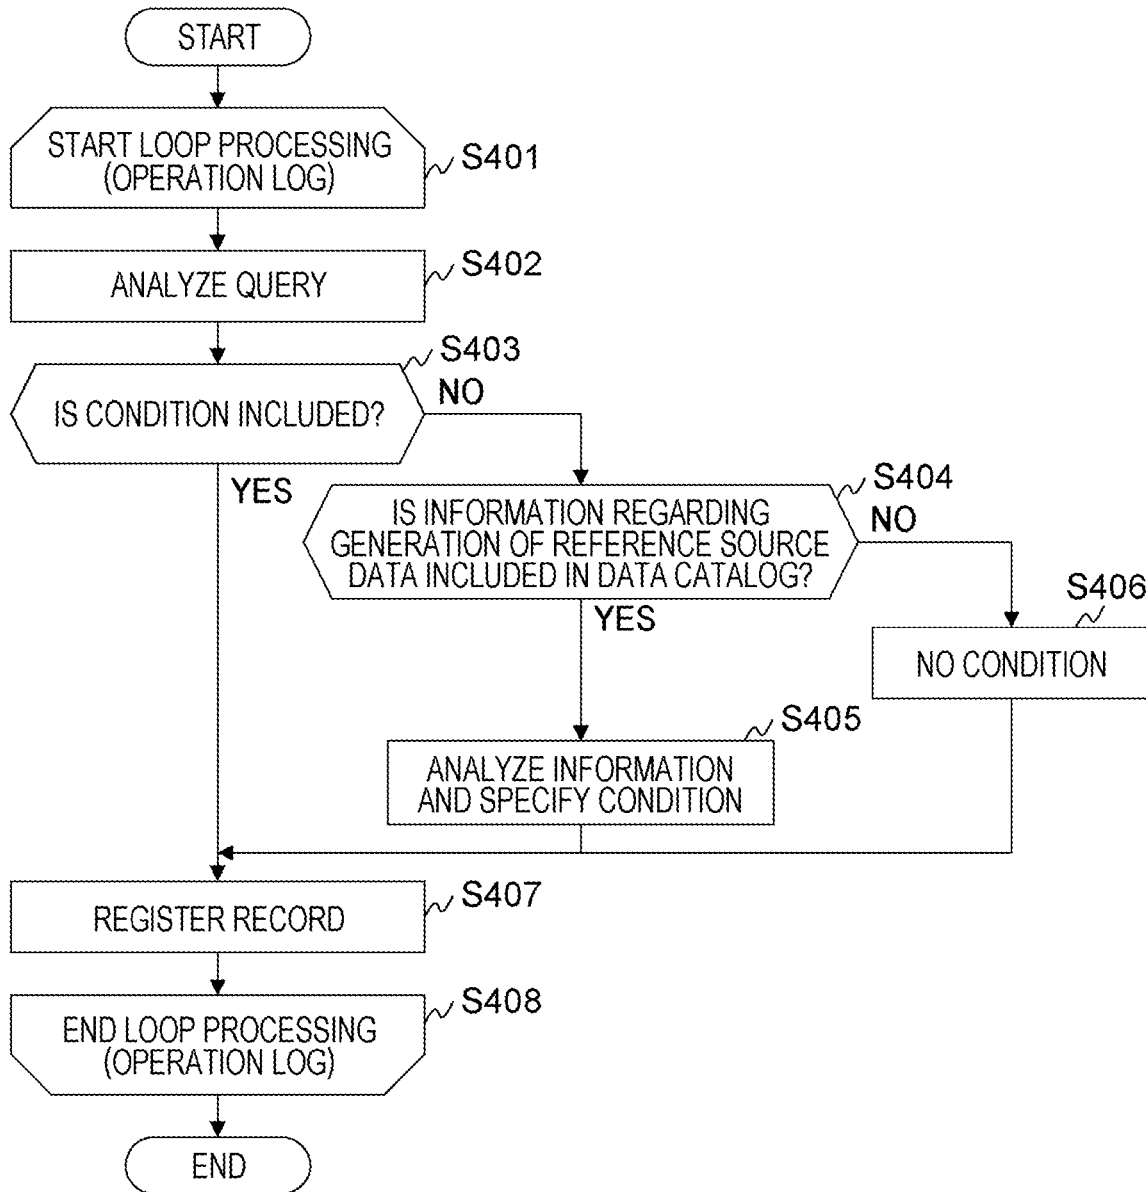 START
START LOOP PROCESSING
(OPERATION LOG)
S401
ANALYZE QUERY
S402
S403
IS CONDITION INCLUDED?
NO
YES
S404
IS INFORMATION REGARDING
GENERATION OF REFERENCE SOURCE
DATA INCLUDED IN DATA CATALOG?
NO
YES
S406
NO CONDITION
S405
ANALYZE INFORMATION
AND SPECIFY CONDITION
REGISTER RECORD
S407
END LOOP PROCESSING
(OPERATION LOG)
S408
END